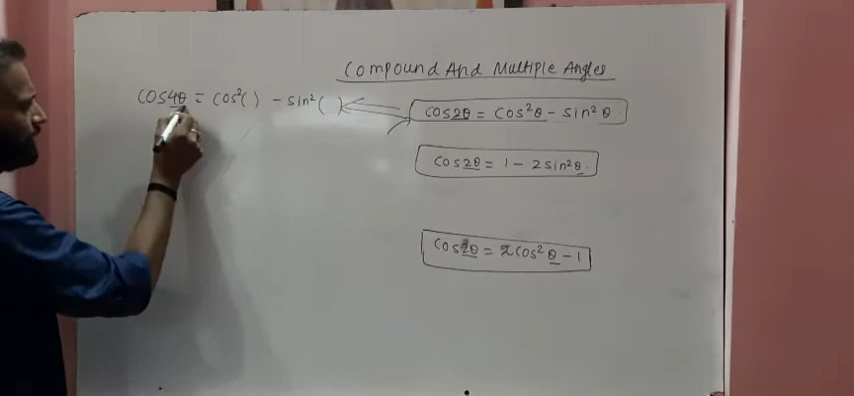 Compound And Multiple Angles
cos4θ = cos²( ) - sin²( )
cos2θ = cos²θ - sin²θ.
cos2θ = 1 - 2sin²θ.
cos2θ = 2cos²θ - 1